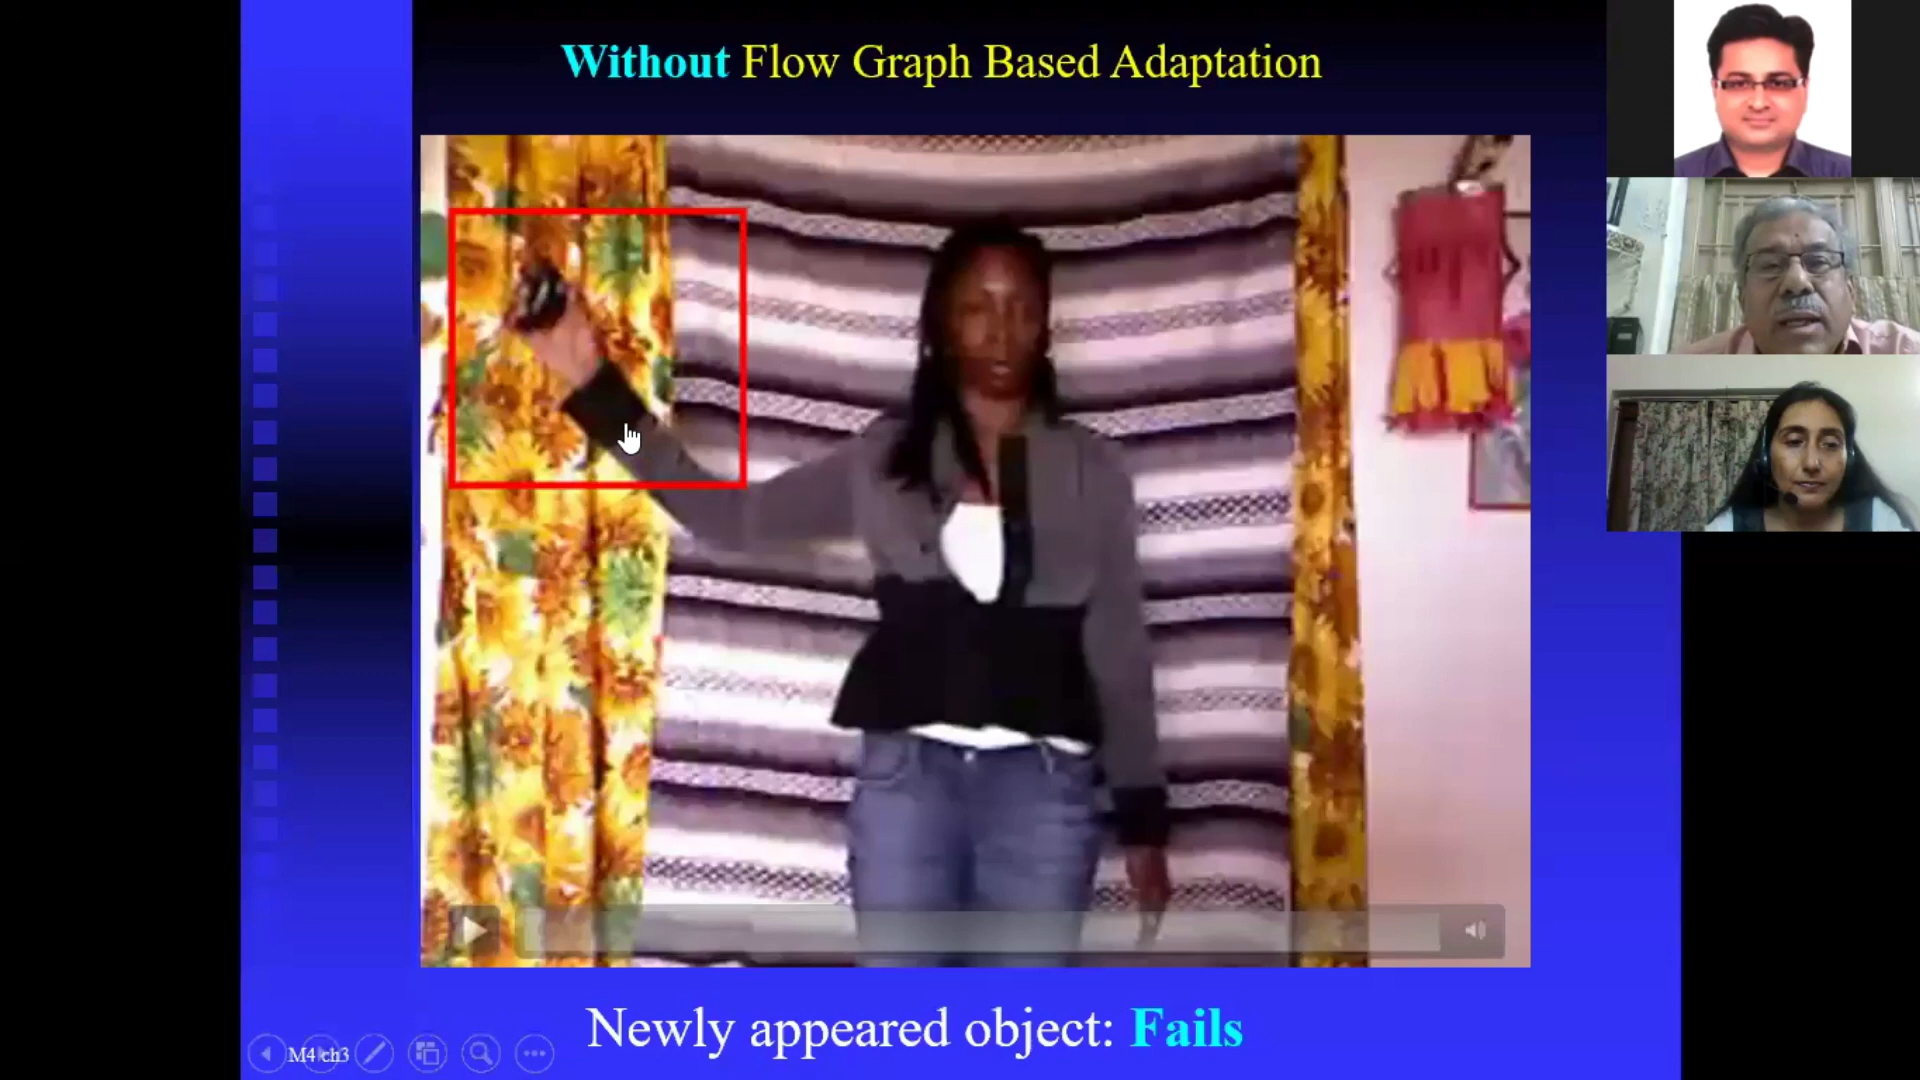 Without Flow Graph Based Adaptation
Newly appeared object: Fails
M4 ch3